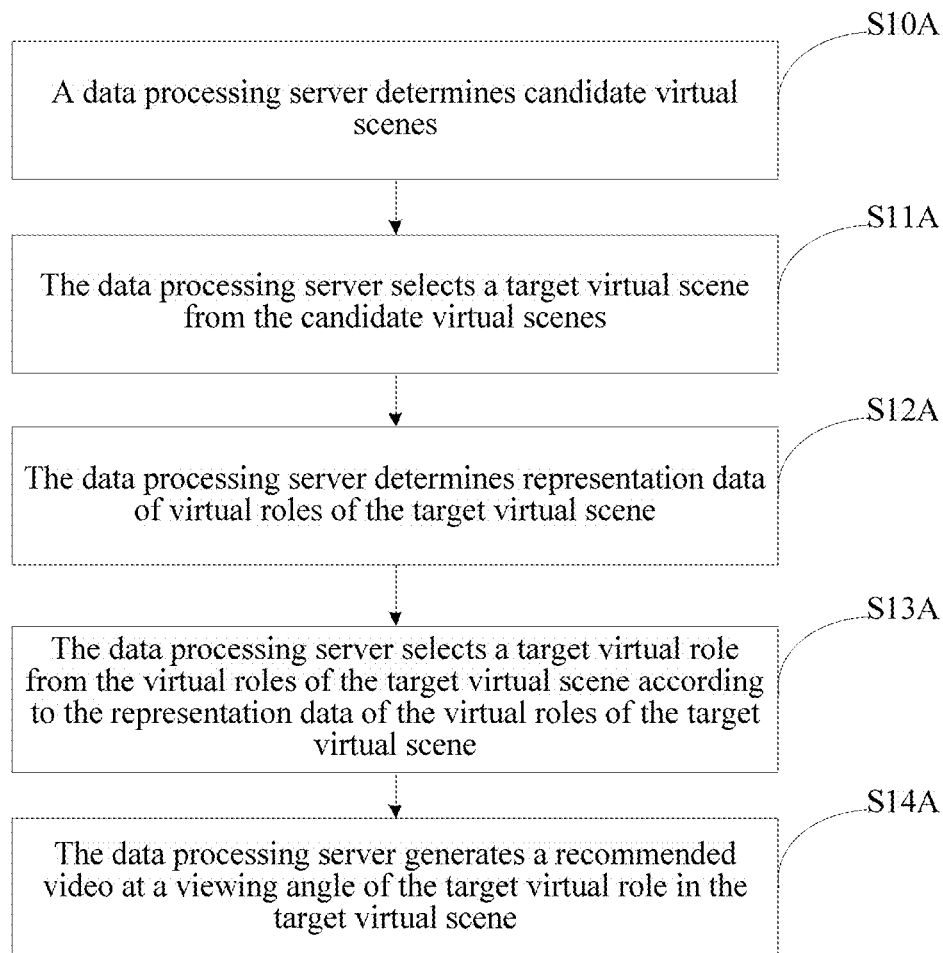 S10A
A data processing server determines candidate virtual
scenes
S11A
The data processing server selects a target virtual scene
from the candidate virtual scenes
S12A
The data processing server determines representation data
of virtual roles of the target virtual scene
S13A
The data processing server selects a target virtual role
from the virtual roles of the target virtual scene according
to the representation data of the virtual roles of the target
virtual scene
S14A
The data processing server generates a recommended
video at a viewing angle of the target virtual role in the
target virtual scene